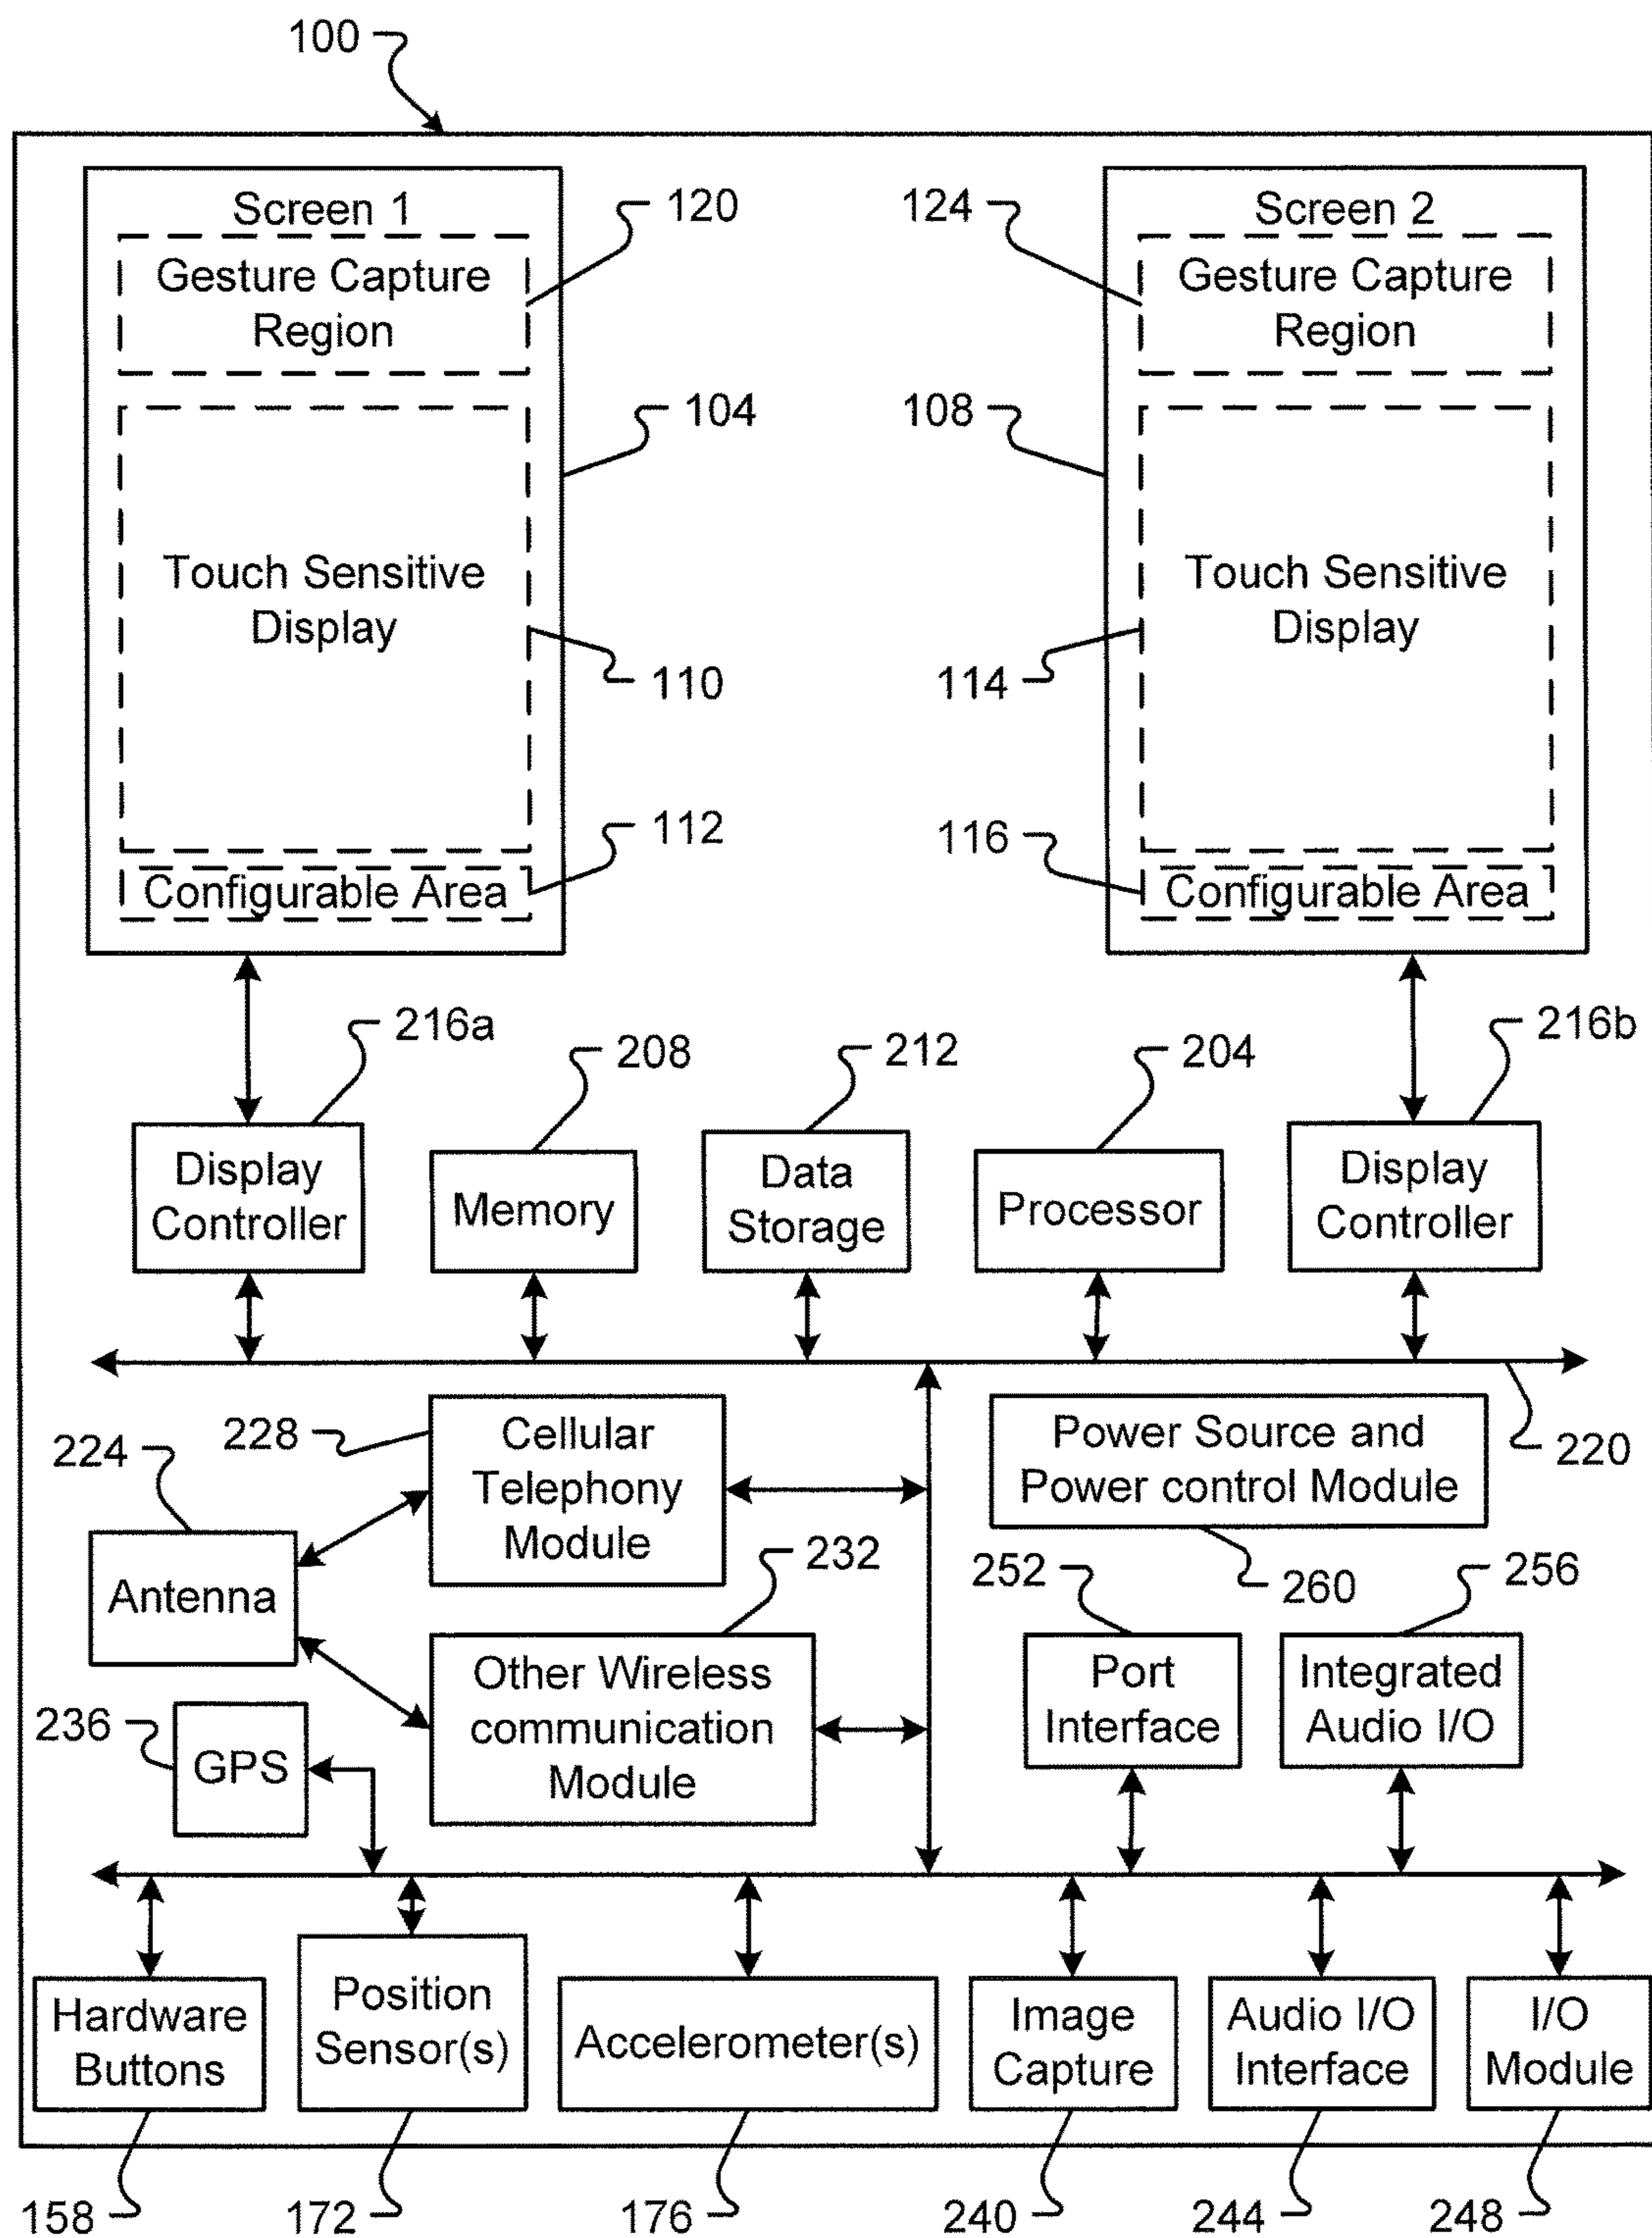 100
Screen 1
120
124
Screen 2
Gesture Capture
Region
Gesture Capture
Region
104
108
Touch Sensitive
Display
Touch Sensitive
Display
110
114
112
116
Configurable Area
Configurable Area
216a
208
212
204
216b
Display
Controller
Memory
Data
Storage
Processor
Display
Controller
220
224
228
Cellular
Telephony
Module
Power Source and
Power control Module
260
Antenna
232
252
256
Other Wireless
communication
Module
Port
Interface
Integrated
Audio I/O
236
GPS
Hardware
Buttons
Position
Sensor(s)
Accelerometer(s)
Image
Capture
Audio I/O
Interface
I/O
Module
158
172
176
240
244
248